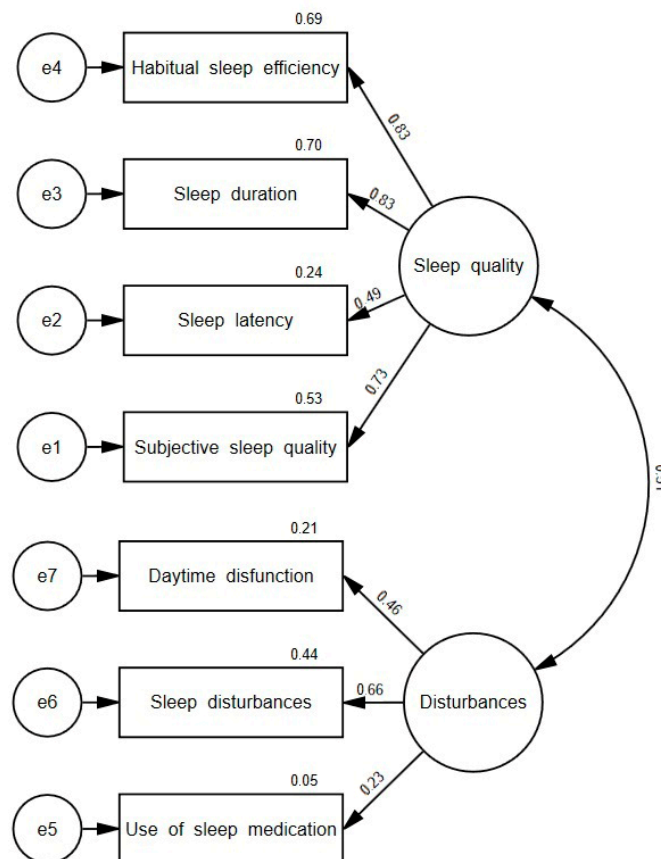 0.69
e4
Habitual sleep efficiency
0.83
0.70
e3
Sleep duration
0.83
Sleep quality
0.24
e2
Sleep latency
0.49
0.53
e1
Subjective sleep quality
0.73
0.21
e7
Daytime disfunction
0.46
0.44
e6
Sleep disturbances
0.66
Disturbances
0.05
e5
Use of sleep medication
0.23